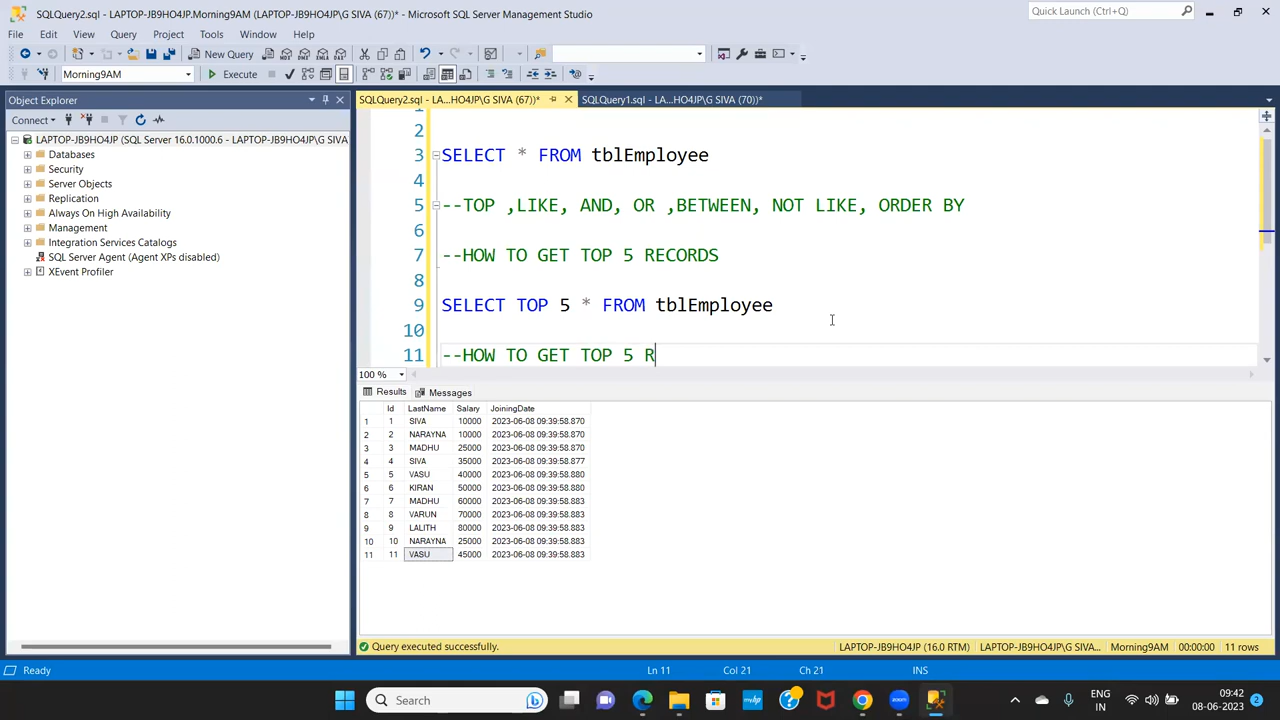 SQLQuery2.sql - LAPTOP-JB9HO4JP.Morning9AM (LAPTOP-JB9HO4JP\G SIVA (67))* - Microsoft SQL Server Management Studio
Quick Launch (Ctrl+Q)
File Edit View Query Project Tools Window Help
New Query
MDX DMX XMLA DAX
Morning9AM Execute
Object Explorer
SQLQuery2.sql - LA...HO4JP\G SIVA (67))* SQLQuery1.sql - LA...HO4JP\G SIVA (70))*
Connect
LAPTOP-JB9HO4JP (SQL Server 16.0.1000.6 - LAPTOP-JB9HO4JP\G SIVA
Databases
Security
Server Objects
Replication
Always On High Availability
Management
Integration Services Catalogs
SQL Server Agent (Agent XPs disabled)
XEvent Profiler
1
2
3 SELECT * FROM tblEmployee
4
5 --TOP ,LIKE, AND, OR ,BETWEEN, NOT LIKE, ORDER BY
6
7 --HOW TO GET TOP 5 RECORDS
8
9 SELECT TOP 5 * FROM tblEmployee
10
11 --HOW TO GET TOP 5 R
100 %
Results Messages
Id LastName Salary JoiningDate
1 1 SIVA 10000 2023-06-08 09:39:58.870
2 2 NARAYNA 10000 2023-06-08 09:39:58.870
3 3 MADHU 25000 2023-06-08 09:39:58.870
4 4 SIVA 35000 2023-06-08 09:39:58.877
5 5 VASU 40000 2023-06-08 09:39:58.880
6 6 KIRAN 50000 2023-06-08 09:39:58.880
7 7 MADHU 60000 2023-06-08 09:39:58.883
8 8 VARUN 70000 2023-06-08 09:39:58.883
9 9 LALITH 80000 2023-06-08 09:39:58.883
10 10 NARAYNA 25000 2023-06-08 09:39:58.883
11 11 VASU 45000 2023-06-08 09:39:58.883
Query executed successfully. LAPTOP-JB9HO4JP (16.0 RTM) LAPTOP-JB9HO4JP\G SIVA... Morning9AM 00:00:00 11 rows
Ready Ln 11 Col 21 Ch 21 INS
Search
ENG
IN
09:42
08-06-2023
2